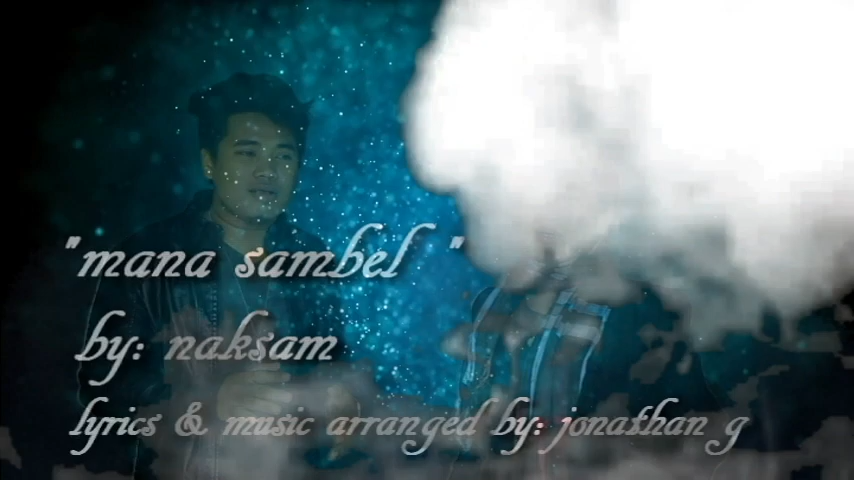 "mana sambel "
by: naksam
lyrics & music arranged by: jonathan g